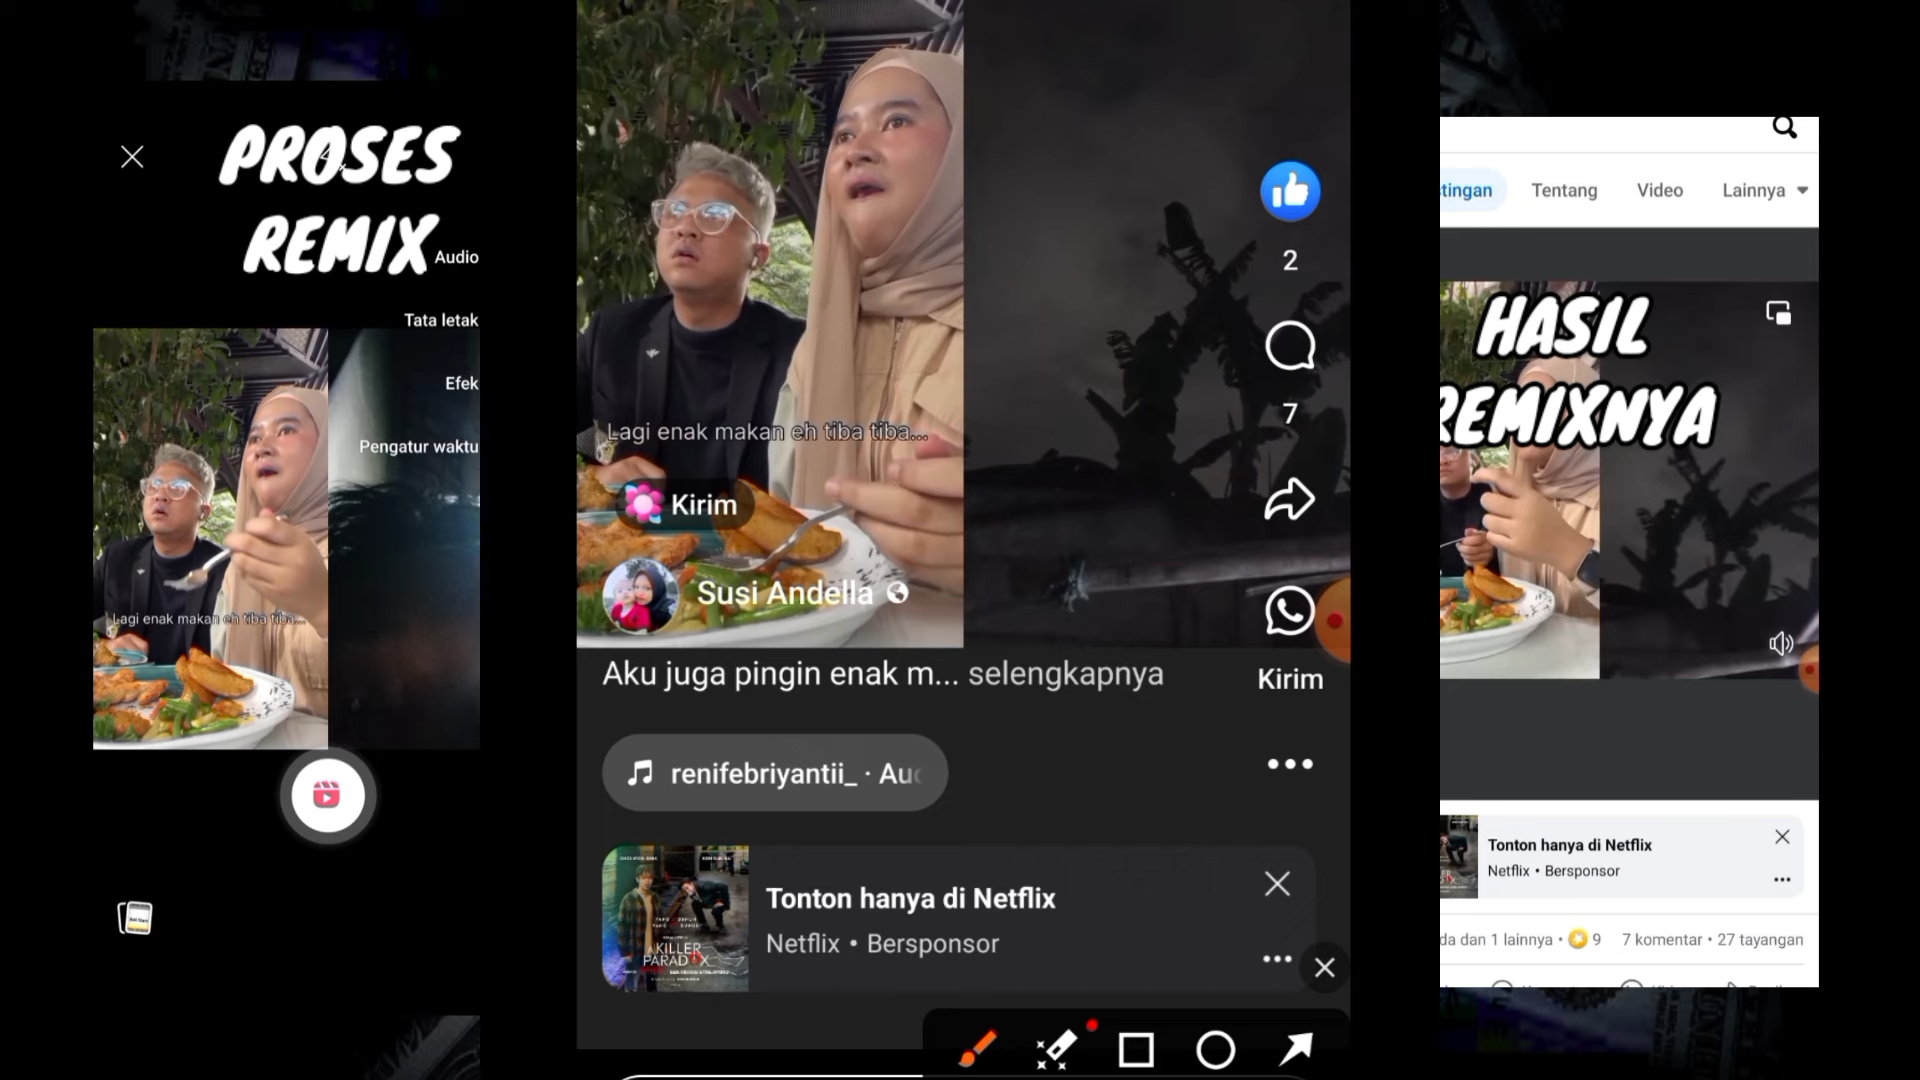 PROSES
REMIX
Audio
Tata letak
Efek
Pengatur waktu
Lagi enak makan eh tiba tiba...
Lagi enak makan eh tiba tiba...
Kirim
Susi Andella
Aku juga pingin enak m... selengkapnya
renifebriyantii_ · Au
Tonton hanya di Netflix
Netflix • Bersponsor
A KILLER
PARADOX
2
7
Kirim
tingan
Tentang
Video
Lainnya
HASIL
REMIXNYA
Tonton hanya di Netflix
Netflix • Bersponsor
da dan 1 lainnya • 9 7 komentar • 27 tayangan